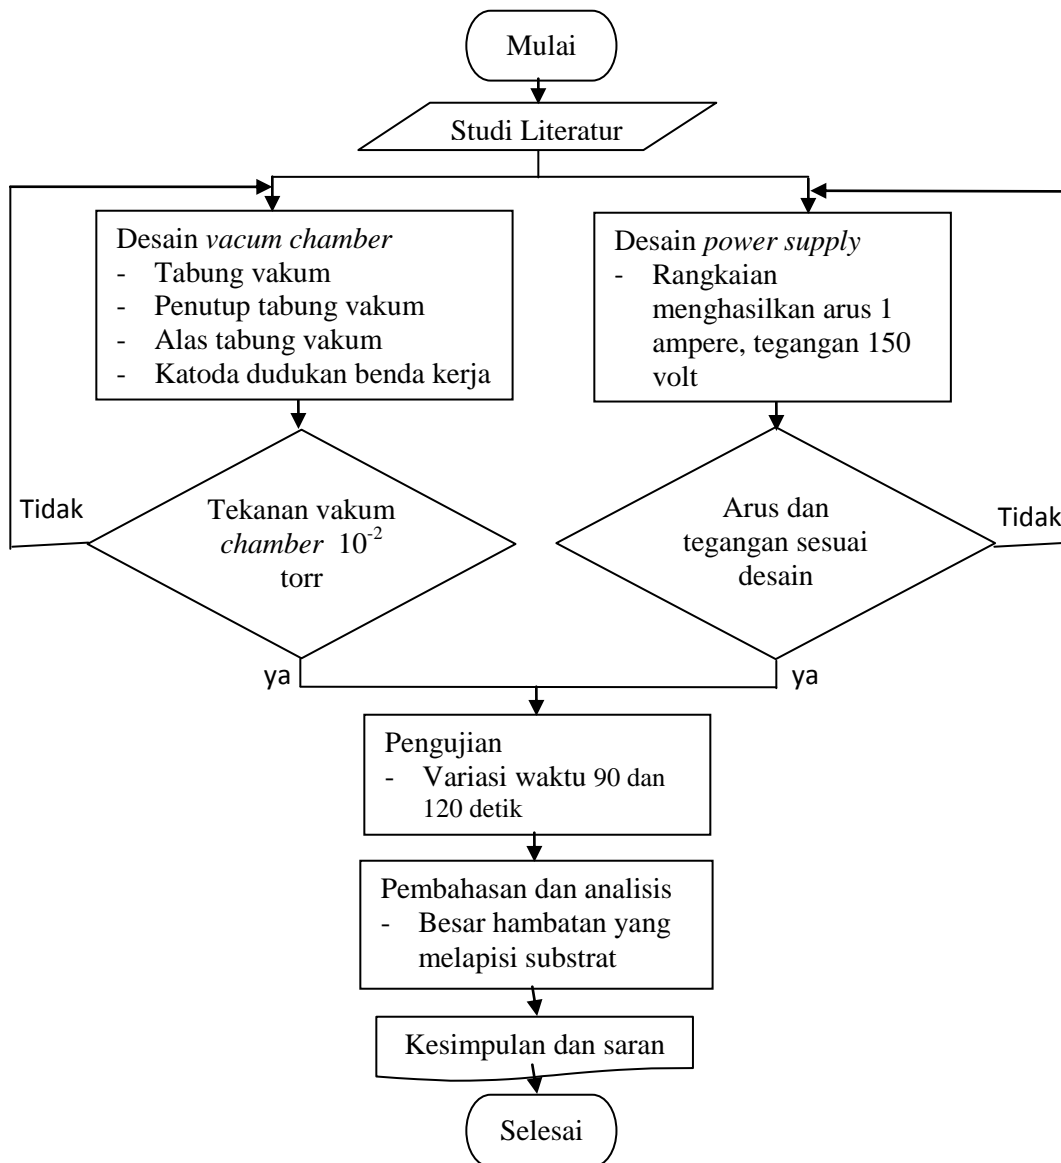 Mulai
Studi Literatur
Desain vacum chamber
- Tabung vakum
- Penutup tabung vakum
- Alas tabung vakum
- Katoda dudukan benda kerja
Desain power supply
- Rangkaian
menghasilkan arus 1
ampere, tegangan 150
volt
Tidak
Tekanan vakum
chamber 10⁻²
torr
Arus dan
tegangan sesuai
desain
Tidak
ya
ya
Pengujian
- Variasi waktu 90 dan
120 detik
Pembahasan dan analisis
- Besar hambatan yang
melapisi substrat
Kesimpulan dan saran
Selesai